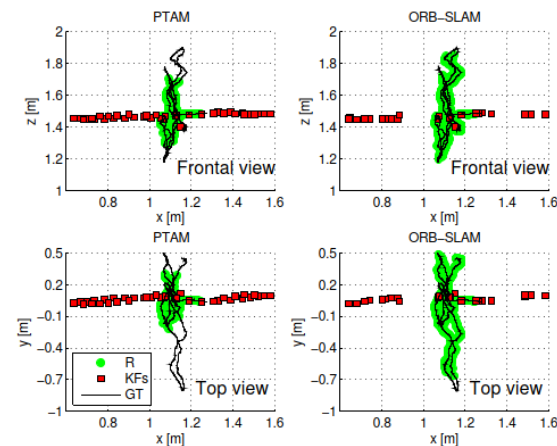 PTAM
2
1.8
1.6
1.4
1.2
1
z [m]
0.8 1 1.2 1.4 1.6
x [m]
Frontal view
ORB-SLAM
2
1.8
1.6
1.4
1.2
1
z [m]
0.8 1 1.2 1.4 1.6
x [m]
Frontal view
PTAM
0.5
0.2
−0.1
−0.4
−0.7
−1
y [m]
R
KFs
GT
Top view
0.8 1 1.2 1.4 1.6
x [m]
ORB-SLAM
0.5
0.2
−0.1
−0.4
−0.7
−1
y [m]
Top view
0.8 1 1.2 1.4 1.6
x [m]